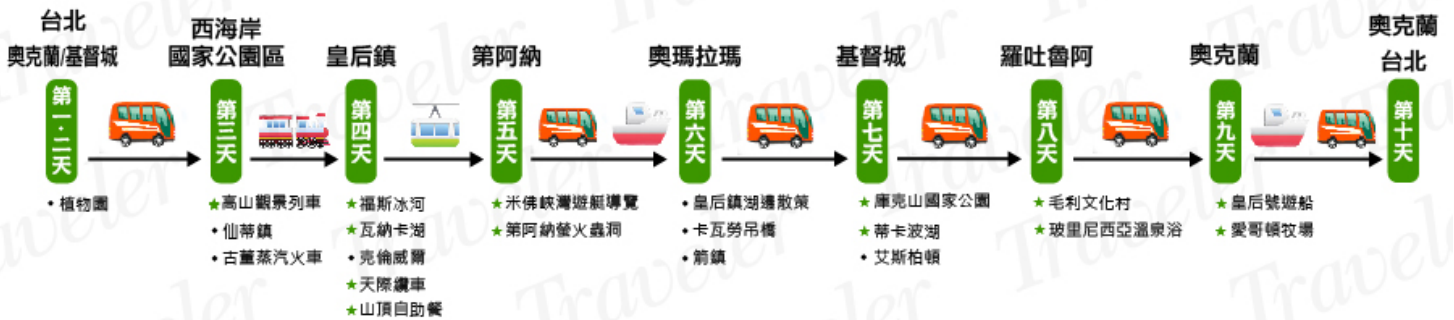 台北
奧克蘭/基督城
第一・二天
• 植物園
西海岸
國家公園區
第三天
★高山觀景列車
• 仙蒂鎮
• 古董蒸汽火車
皇后鎮
第四天
★福斯冰河
★瓦納卡湖
• 克倫威爾
★天際纜車
★山頂自助餐
第阿納
第五天
★米佛峽灣遊艇導覽
★第阿納螢火蟲洞
奧瑪拉瑪
第六天
• 皇后鎮湖邊散策
• 卡瓦勞吊橋
• 箭鎮
基督城
第七天
★庫克山國家公園
★蒂卡波湖
• 艾斯柏頓
羅吐魯阿
第八天
★毛利文化村
★玻里尼西亞溫泉浴
奧克蘭
第九天
★皇后號遊船
★愛哥頓牧場
奧克蘭
台北
第十天
Traveler
Traveler
Traveler
Traveler
Traveler
Traveler